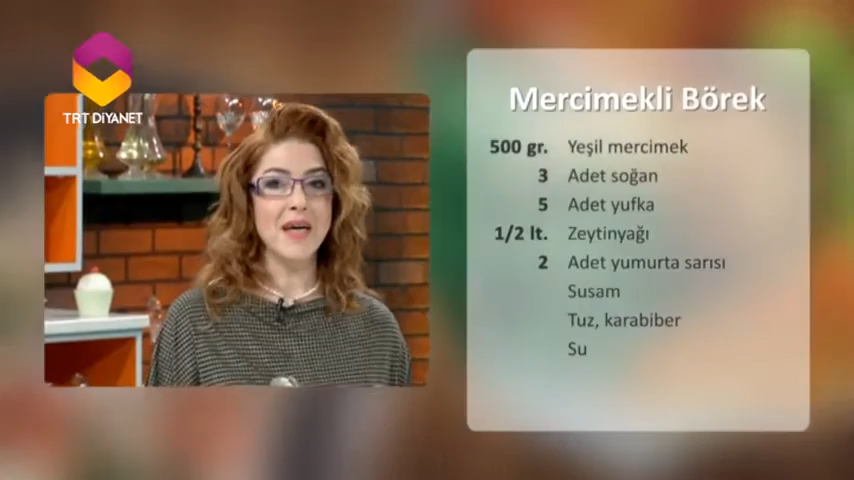 TRT DİYANET
Mercimekli Börek
500 gr. Yeşil mercimek
3 Adet soğan
5 Adet yufka
1/2 lt. Zeytinyağı
2 Adet yumurta sarısı
Susam
Tuz, karabiber
Su